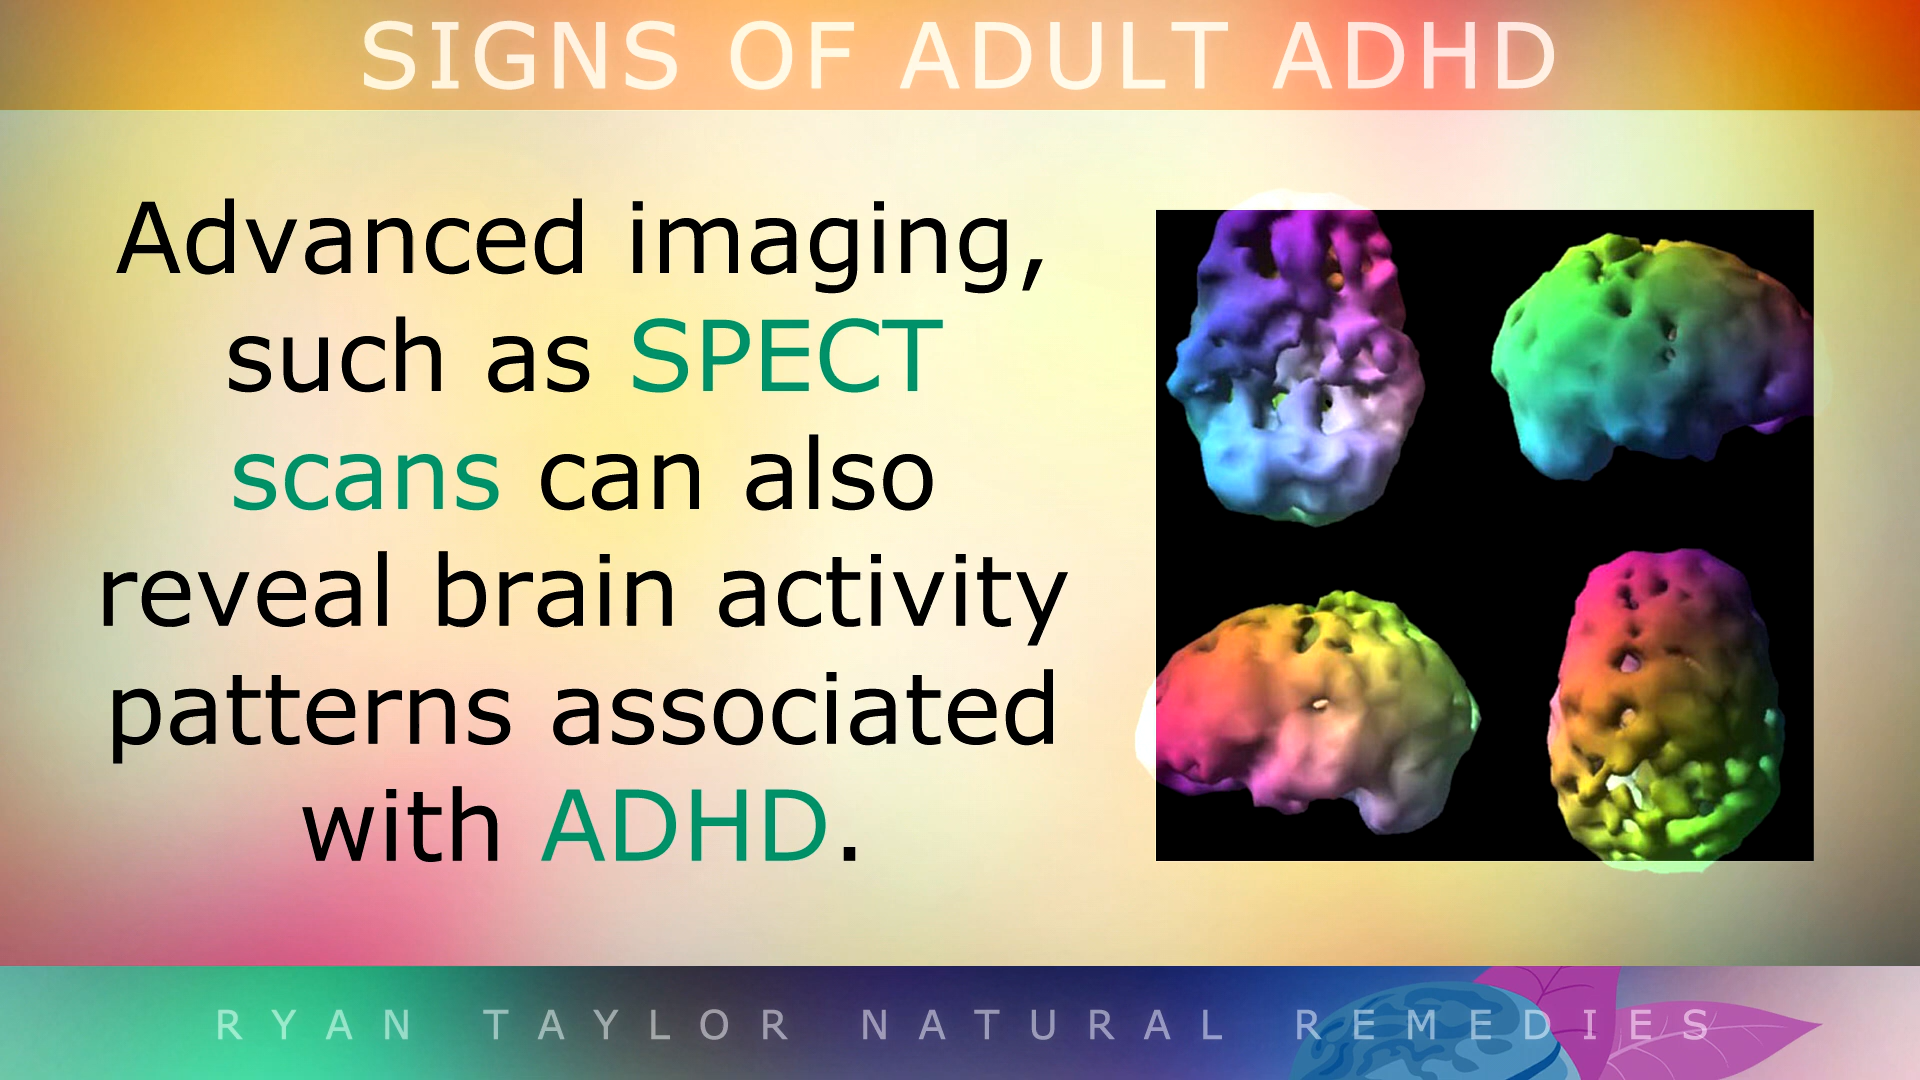 SIGNS OF ADULT ADHD
Advanced imaging,
such as SPECT
scans can also
reveal brain activity
patterns associated
with ADHD.
RYAN TAYLOR NATURAL REMEDIES